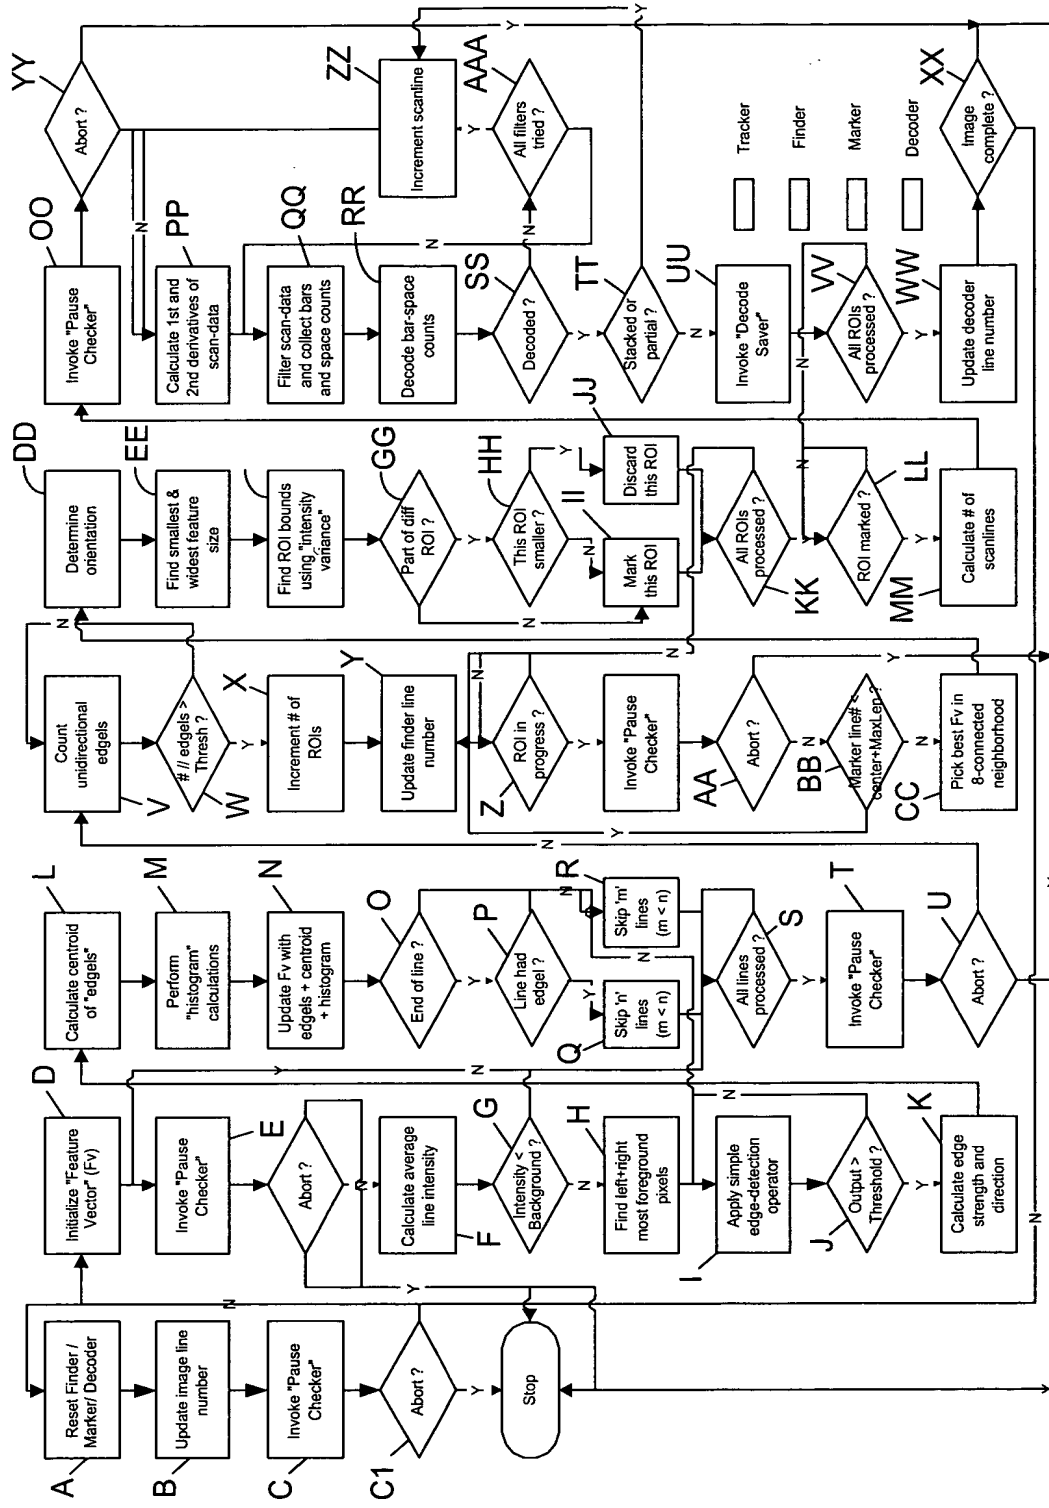 A
Reset Finder /
Marker/ Decoder
B
Update image line
number
C
Invoke "Pause
Checker"
C1
Abort ?
N
Y
Stop
D
Initialize "Feature
Vector" (Fv)
E
Invoke "Pause
Checker"
Abort ?
N
Y
F
Calculate average
line intensity
G
Intensity <
Background ?
Y
N
N
H
Find left+right
most foreground
pixels
I
Apply simple
edge-detection
operator
J
Output >
Threshold ?
N
Y
K
Calculate edge
strength and
direction
L
Calculate centroid
of "edgels"
M
Perform
"histogram"
calculations
N
Update Fv with
edgels + centroid
+ histogram
O
End of line ?
N
Y
P
Line had
edgel ?
N
Y
Q
Skip 'n'
lines
(m < n)
R
Skip 'm'
lines
(m < n)
S
All lines
processed ?
N
Y
T
Invoke "Pause
Checker"
U
Abort ?
N
Y
V
Count
unidirectional
edgels
W
# // edgels >
Thresh ?
N
Y
X
Increment # of
ROIs
Y
Update finder line
number
Z
ROI in
progress ?
N
Y
Invoke "Pause
Checker"
AA
Abort ?
Y
N
BB
Marker line# <
center+MaxLen ?
Y
N
CC
Pick best Fv in
8-connected
neighborhood
DD
Determine
orientation
EE
Find smallest &
widest feature
size
Find ROI bounds
using "intensity
variance"
GG
Part of diff
ROI ?
N
Y
HH
This ROI
smaller ?
N
Y
II
Mark
this ROI
JJ
Discard
this ROI
KK
All ROIs
processed ?
N
Y
LL
ROI marked ?
N
Y
MM
Calculate # of
scanlines
OO
Invoke "Pause
Checker"
PP
Calculate 1st and
2nd derivatives of
scan-data
QQ
Filter scan-data
and collect bars
and space counts
RR
Decode bar-space
counts
SS
Decoded ?
N
Y
TT
Stacked or
partial ?
Y
N
UU
Invoke "Decode
Saver"
VV
All ROIs
processed ?
N
Y
WW
Update decoder
line number
YY
Abort ?
N
Y
ZZ
Increment scanline
AAA
All filters
tried ?
Y
N
Tracker
Finder
Marker
Decoder
XX
Image
complete ?
Y
N